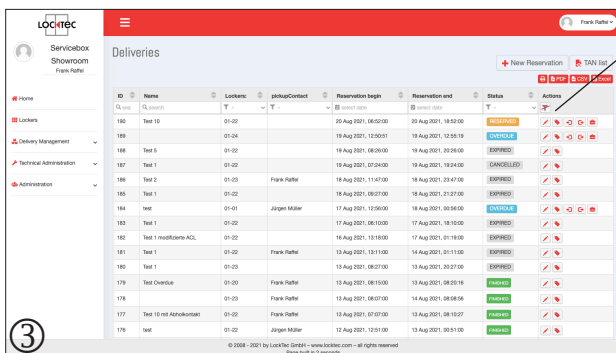 LOCKTEC
Frank Raffel
Servicebox
Showroom
Frank Raffel
Home
Lockers
Delivery Management
Technical Administration
Administration
Deliveries
New Reservation
TAN list
PDF CSV Excel
ID Name Lockers: pickupContact Reservation begin Reservation end Status Actions
sea search - - select date select date -
190 Test 10 01-22 20 Aug 2021, 06:52:00 20 Aug 2021, 18:52:00 RESERVED
189 01-24 19 Aug 2021, 12:50:51 19 Aug 2021, 12:55:19 OVERDUE
188 Test 5 01-22 19 Aug 2021, 08:26:00 19 Aug 2021, 20:26:00 EXPIRED
187 Test 1 01-22 19 Aug 2021, 07:24:00 19 Aug 2021, 19:24:00 CANCELLED
186 Test 2 01-23 Frank Raffel 18 Aug 2021, 11:47:00 18 Aug 2021, 23:47:00 EXPIRED
185 Test 1 01-22 18 Aug 2021, 09:27:00 18 Aug 2021, 21:27:00 EXPIRED
184 test 01-01 Jürgen Müller 17 Aug 2021, 12:56:00 18 Aug 2021, 00:56:00 OVERDUE
183 Test 1 01-22 17 Aug 2021, 06:10:00 17 Aug 2021, 18:10:00 EXPIRED
182 Test 1 modifizierte ACL 01-22 16 Aug 2021, 13:18:00 17 Aug 2021, 01:19:00 EXPIRED
181 Test 1 01-22 Frank Raffel 13 Aug 2021, 13:11:00 14 Aug 2021, 01:11:00 EXPIRED
180 Test 1 01-23 13 Aug 2021, 08:27:00 13 Aug 2021, 20:27:00 EXPIRED
179 Test Overdue 01-20 Frank Raffel 13 Aug 2021, 08:15:00 13 Aug 2021, 08:20:16 FINISHED
178 01-23 Frank Raffel 13 Aug 2021, 08:07:00 14 Aug 2021, 08:08:56 FINISHED
177 Test 10 mit Abholkontakt 01-22 Frank Raffel 13 Aug 2021, 07:07:00 13 Aug 2021, 08:10:27 FINISHED
176 test 01-22 Jürgen Müller 12 Aug 2021, 12:51:00 13 Aug 2021, 00:51:00 FINISHED
© 2008 - 2021 by LockTec GmbH – www.locktec.com – all rights reserved
Page built in 2 seconds
3